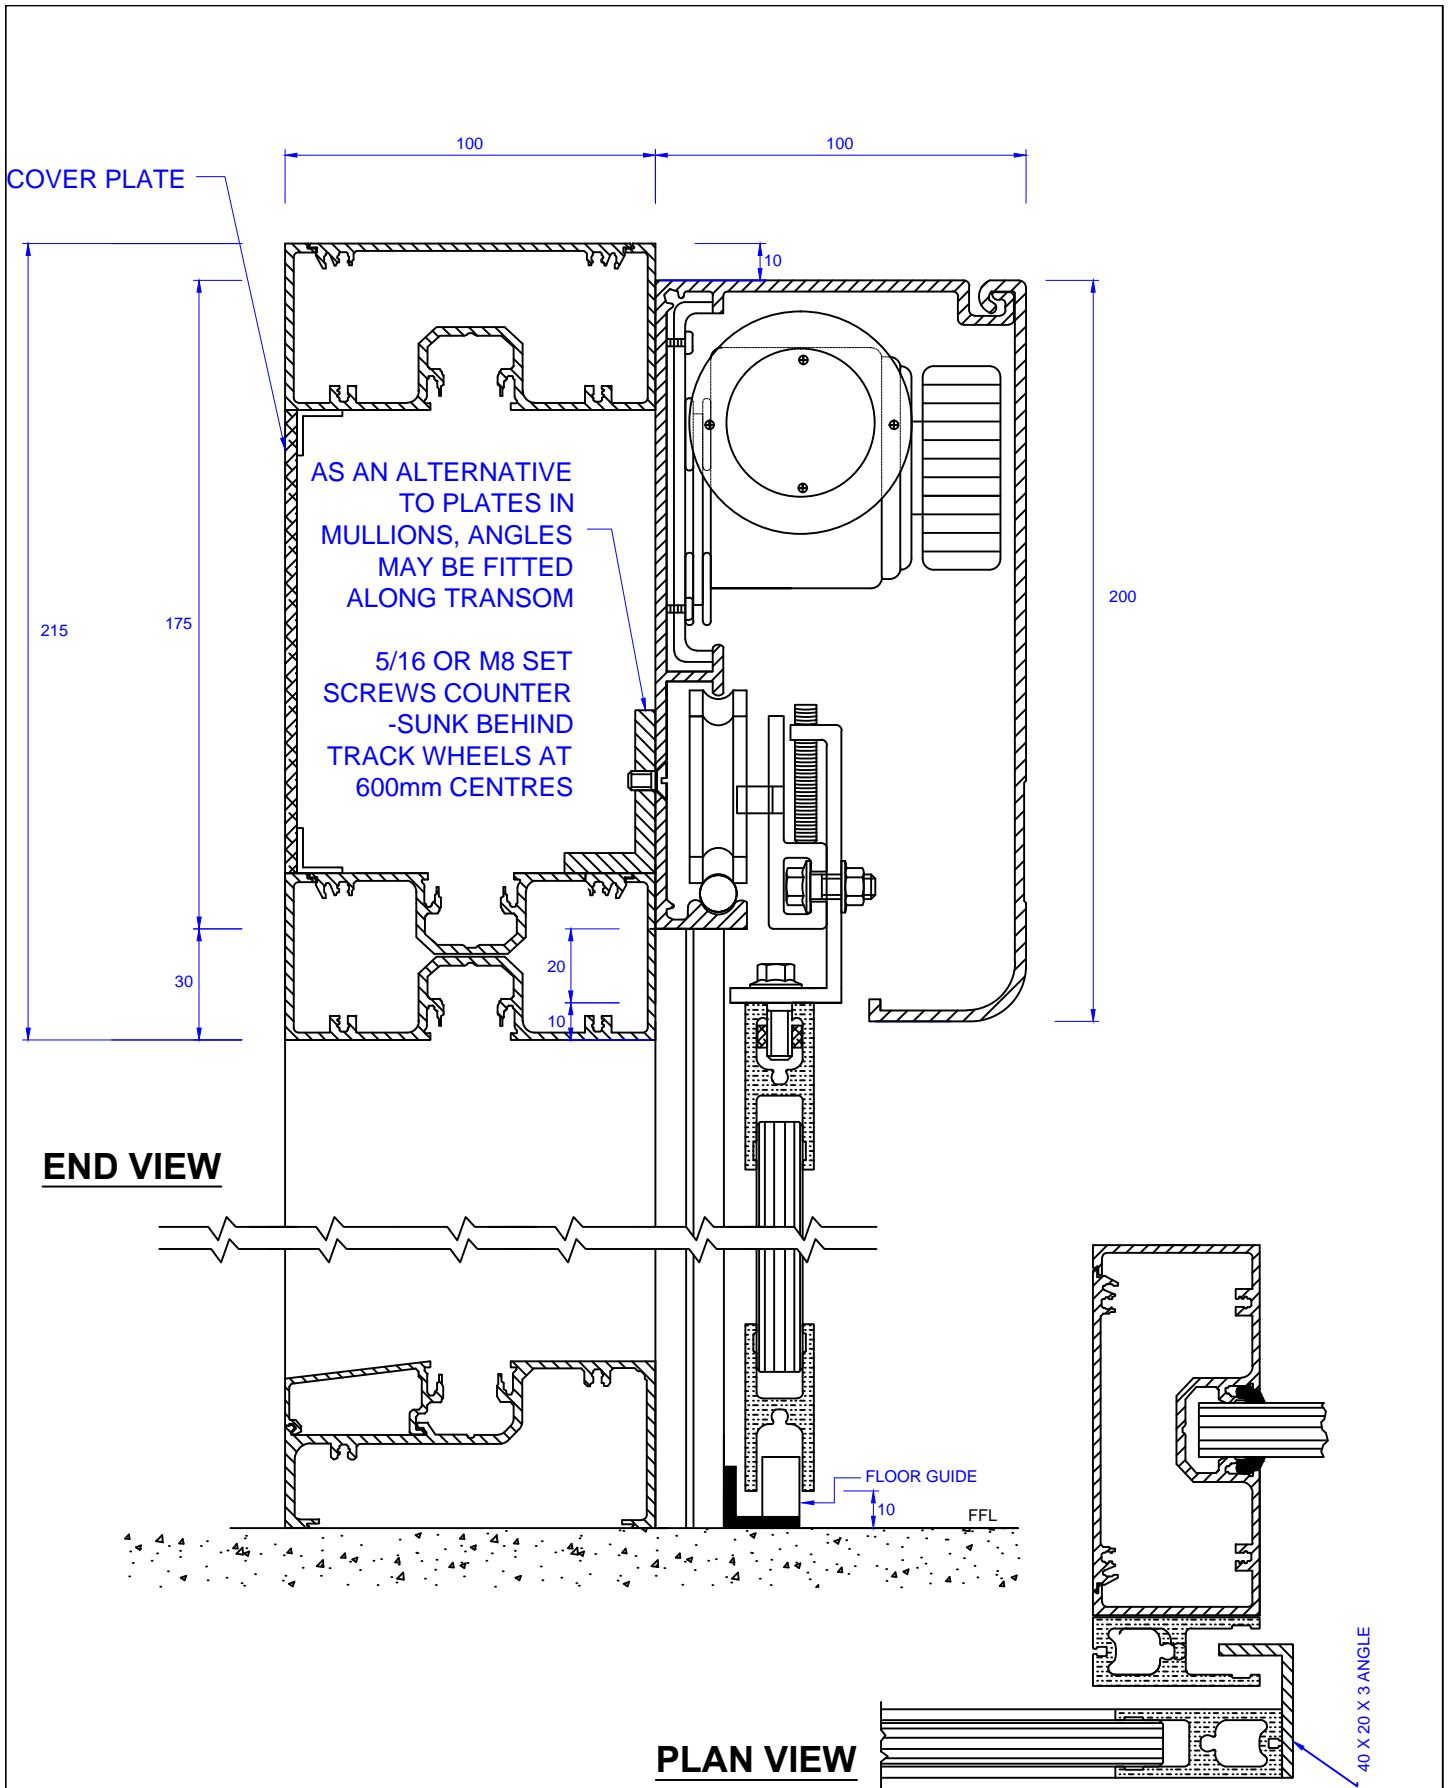 100
100
COVER PLATE
10
AS AN ALTERNATIVE
TO PLATES IN
MULLIONS, ANGLES
MAY BE FITTED
ALONG TRANSOM
5/16 OR M8 SET
SCREWS COUNTER
-SUNK BEHIND
TRACK WHEELS AT
600mm CENTRES
215
175
200
30
20
10
END VIEW
FLOOR GUIDE
10
FFL
PLAN VIEW
40 X 20 X 3 ANGLE